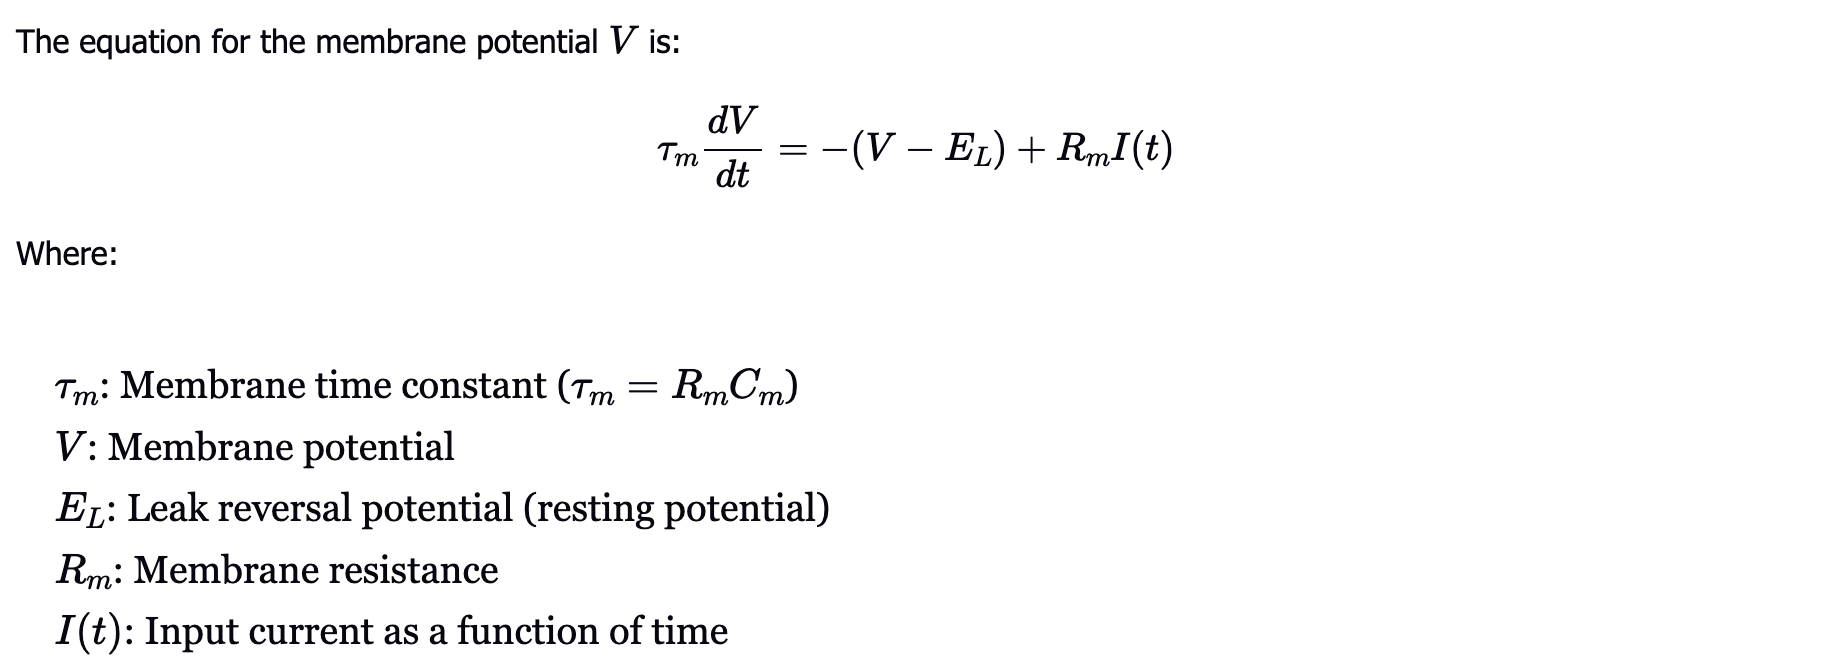 The equation for the membrane potential V is:
τ_m dV/dt = −(V − E_L) + R_m I(t)
Where:
τ_m: Membrane time constant (τ_m = R_m C_m)
V: Membrane potential
E_L: Leak reversal potential (resting potential)
R_m: Membrane resistance
I(t): Input current as a function of time